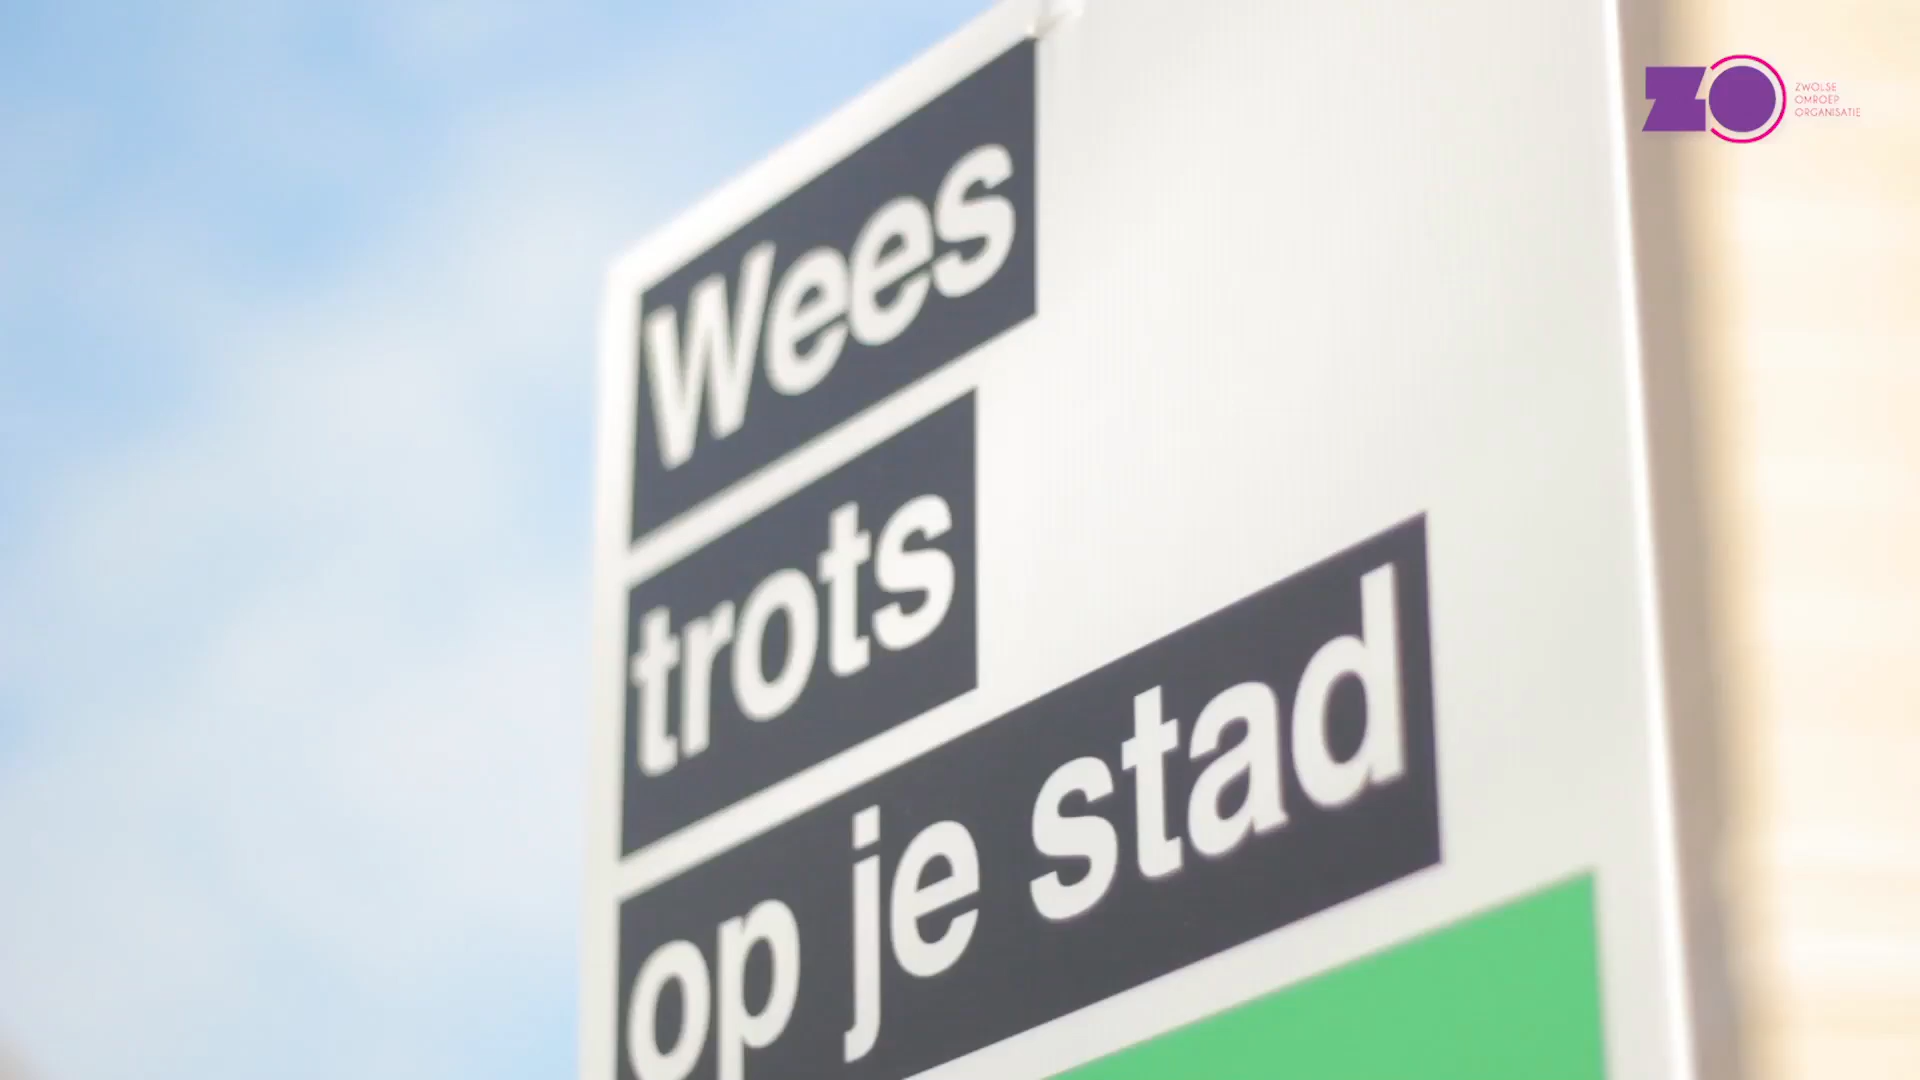 Wees
trots
op je stad
ZO
ZWOLSE
OMROEP
ORGANISATIE